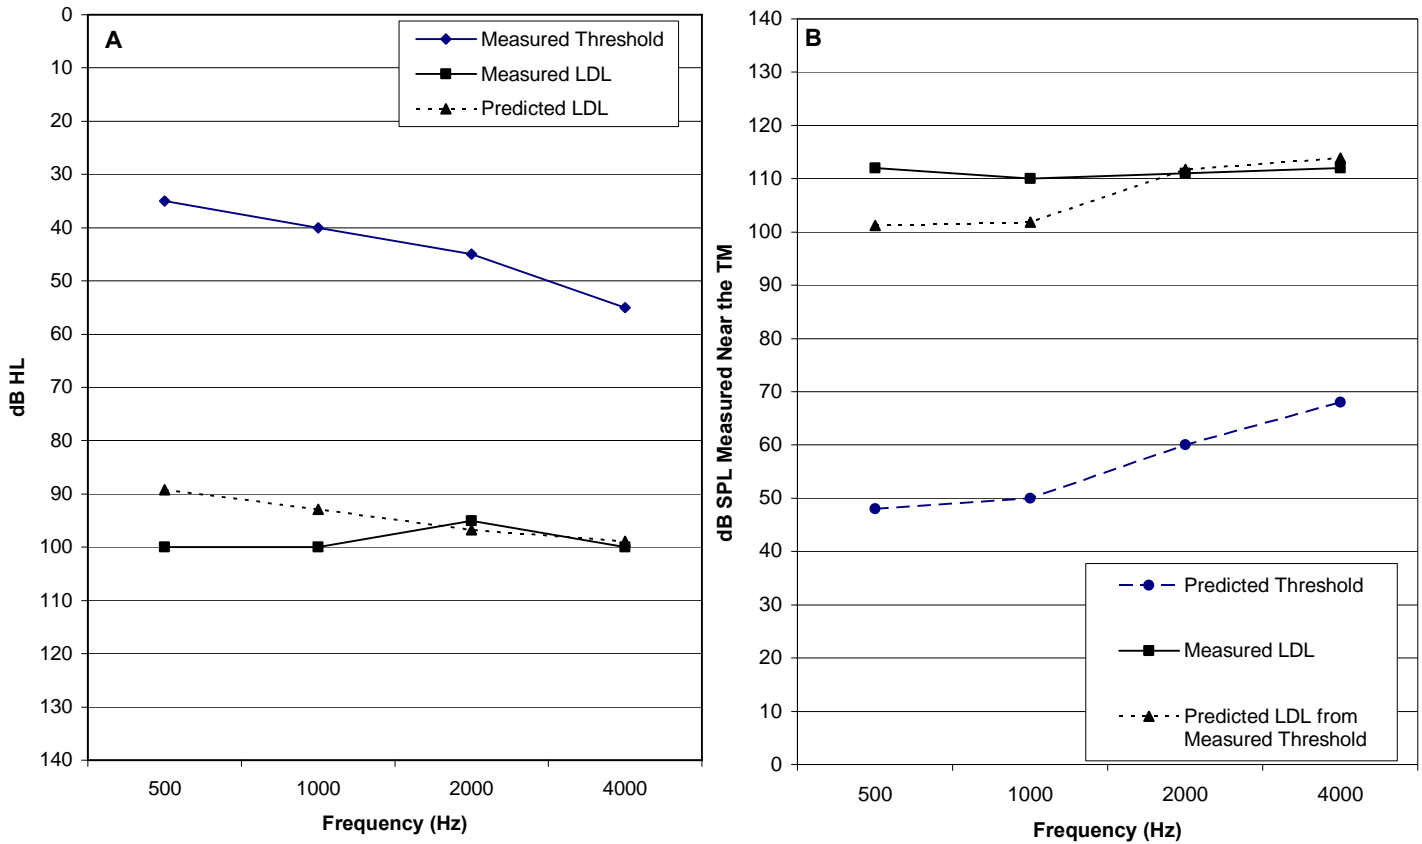 A
Measured Threshold
Measured LDL
Predicted LDL
0
10
20
30
40
50
60
70
80
90
100
110
120
130
140
dB HL
500 1000 2000 4000
Frequency (Hz)
B
140
130
120
110
100
90
80
70
60
50
40
30
20
10
0
dB SPL Measured Near the TM
Predicted Threshold
Measured LDL
Predicted LDL from
Measured Threshold
500 1000 2000 4000
Frequency (Hz)